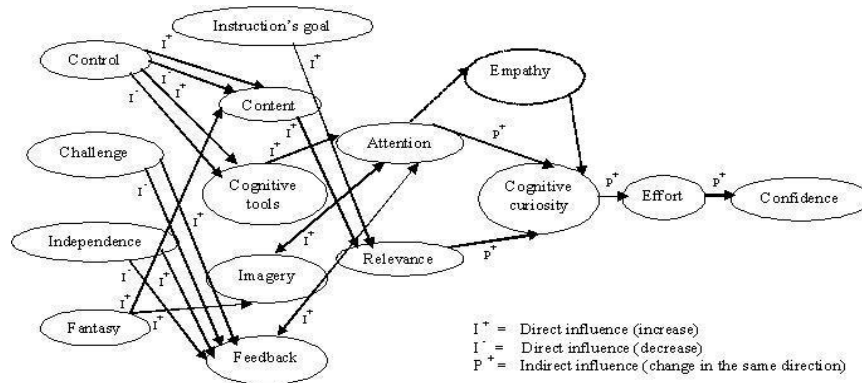 Instruction's goal
Control
I+
I-
I+
I-
I+
I-
I+
Content
I+
I+
Empathy
Challenge
I-
I+
Cognitive
tools
Attention
P+
Cognitive
curiosity
P+
Effort
P+
Confidence
Independence
I-
I+
I+
Imagery
I+
Relevance
P+
Fantasy
I+
I+
Feedback
I+ = Direct influence (increase)
I- = Direct influence (decrease)
P+ = Indirect influence (change in the same direction)